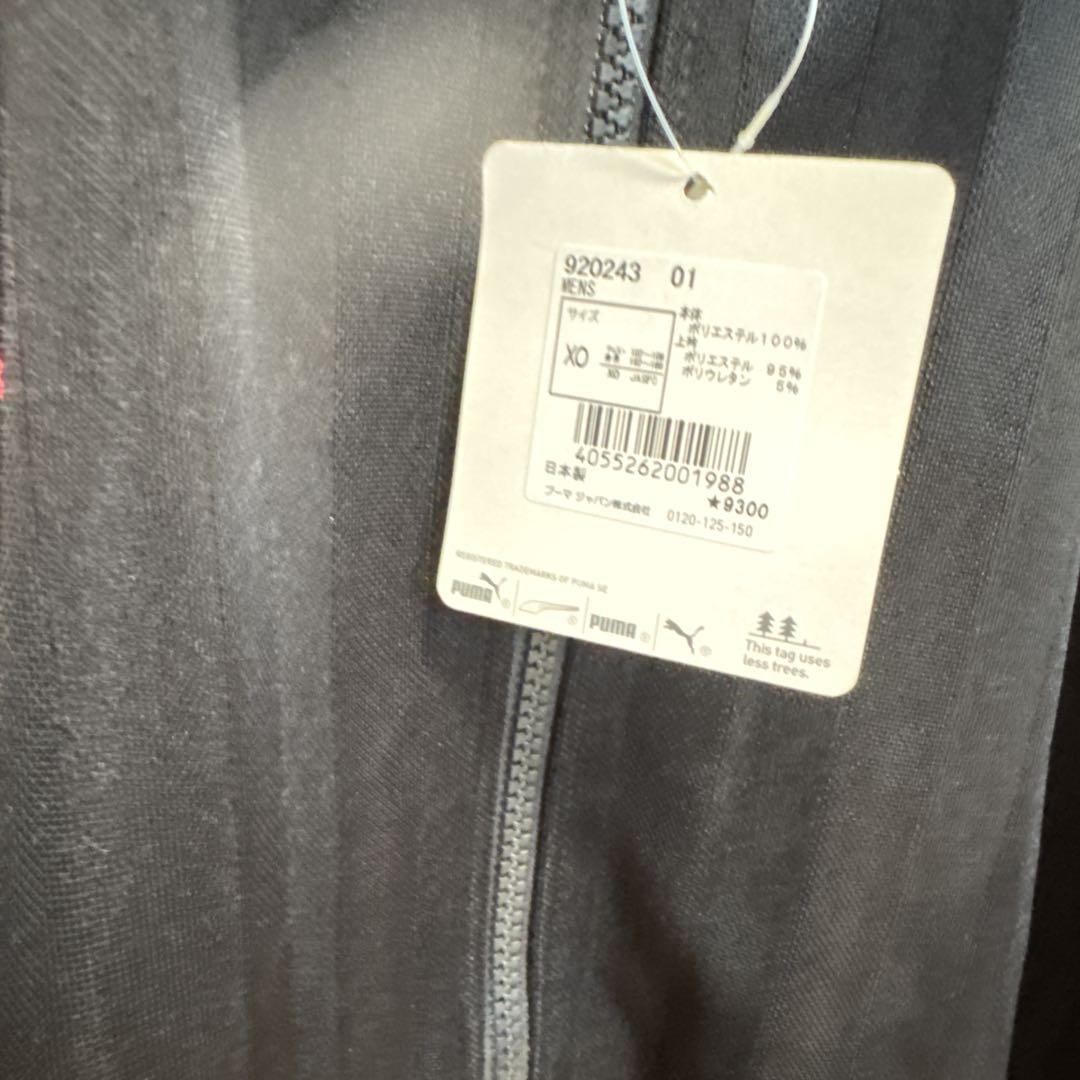 920243 01
MENS
サイズ
XO
XO JASPO
本体
ポリエステル100%
上衿
ポリエステル 95%
ポリウレタン 5%
4055262001988
日本製
★9300
プーマ ジャパン株式会社 0120-125-150
REGISTERED TRADEMARKS OF PUMA SE
PUMA ® ® PUMA ® ®
This tag uses
less trees.